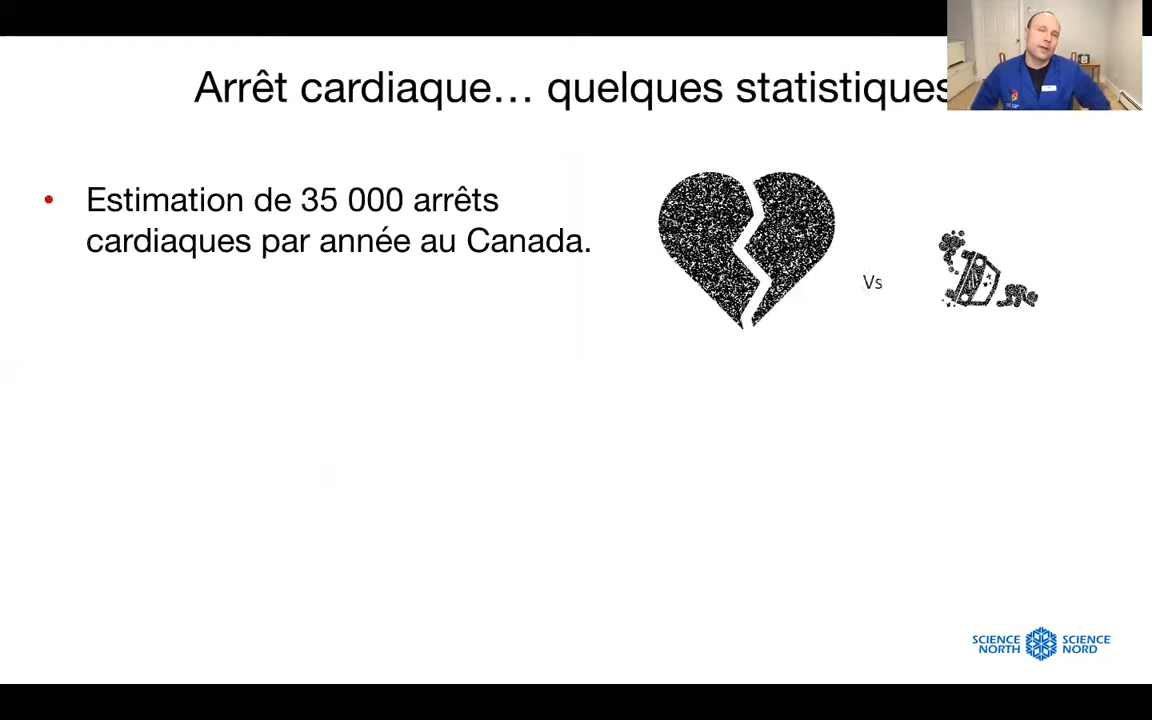 Arrêt cardiaque… quelques statistiques
• Estimation de 35 000 arrêts
cardiaques par année au Canada.
Vs
SCIENCE SCIENCE
NORTH NORD